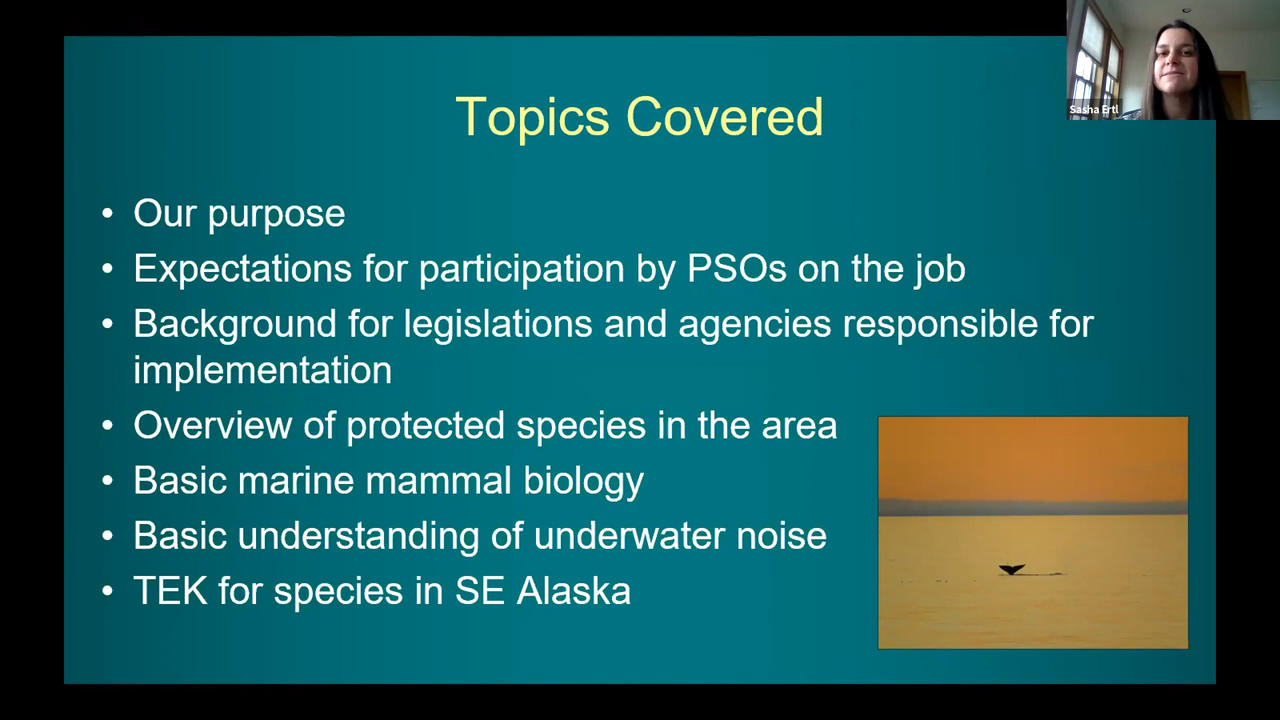 Sasha Ertl
Topics Covered
• Our purpose
• Expectations for participation by PSOs on the job
• Background for legislations and agencies responsible for
implementation
• Overview of protected species in the area
• Basic marine mammal biology
• Basic understanding of underwater noise
• TEK for species in SE Alaska